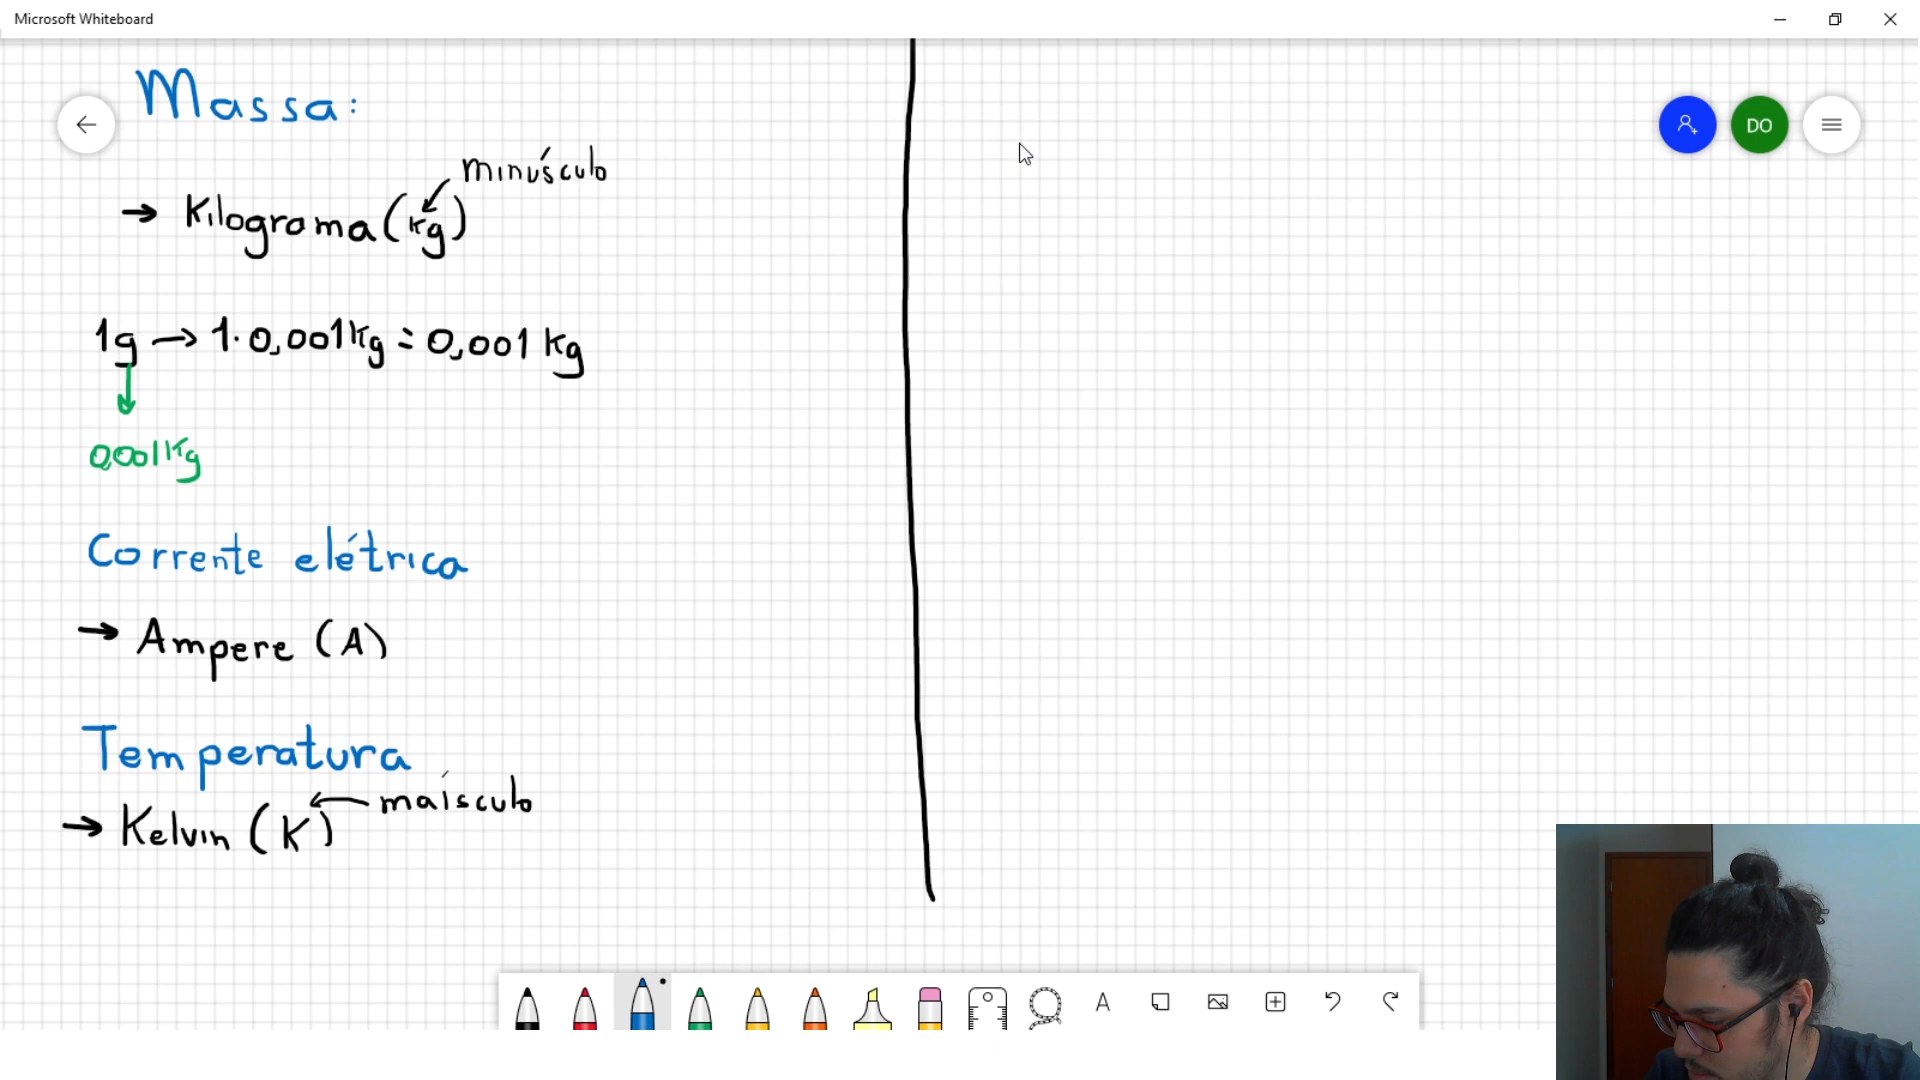 Microsoft Whiteboard
Massa:
minúsculo
→ Kilograma (kg)
1g → 1·0,001kg = 0,001 kg
0,001kg
Corrente elétrica
→ Ampere (A)
Temperatura
maísculo
→ Kelvin (K)
DO
A